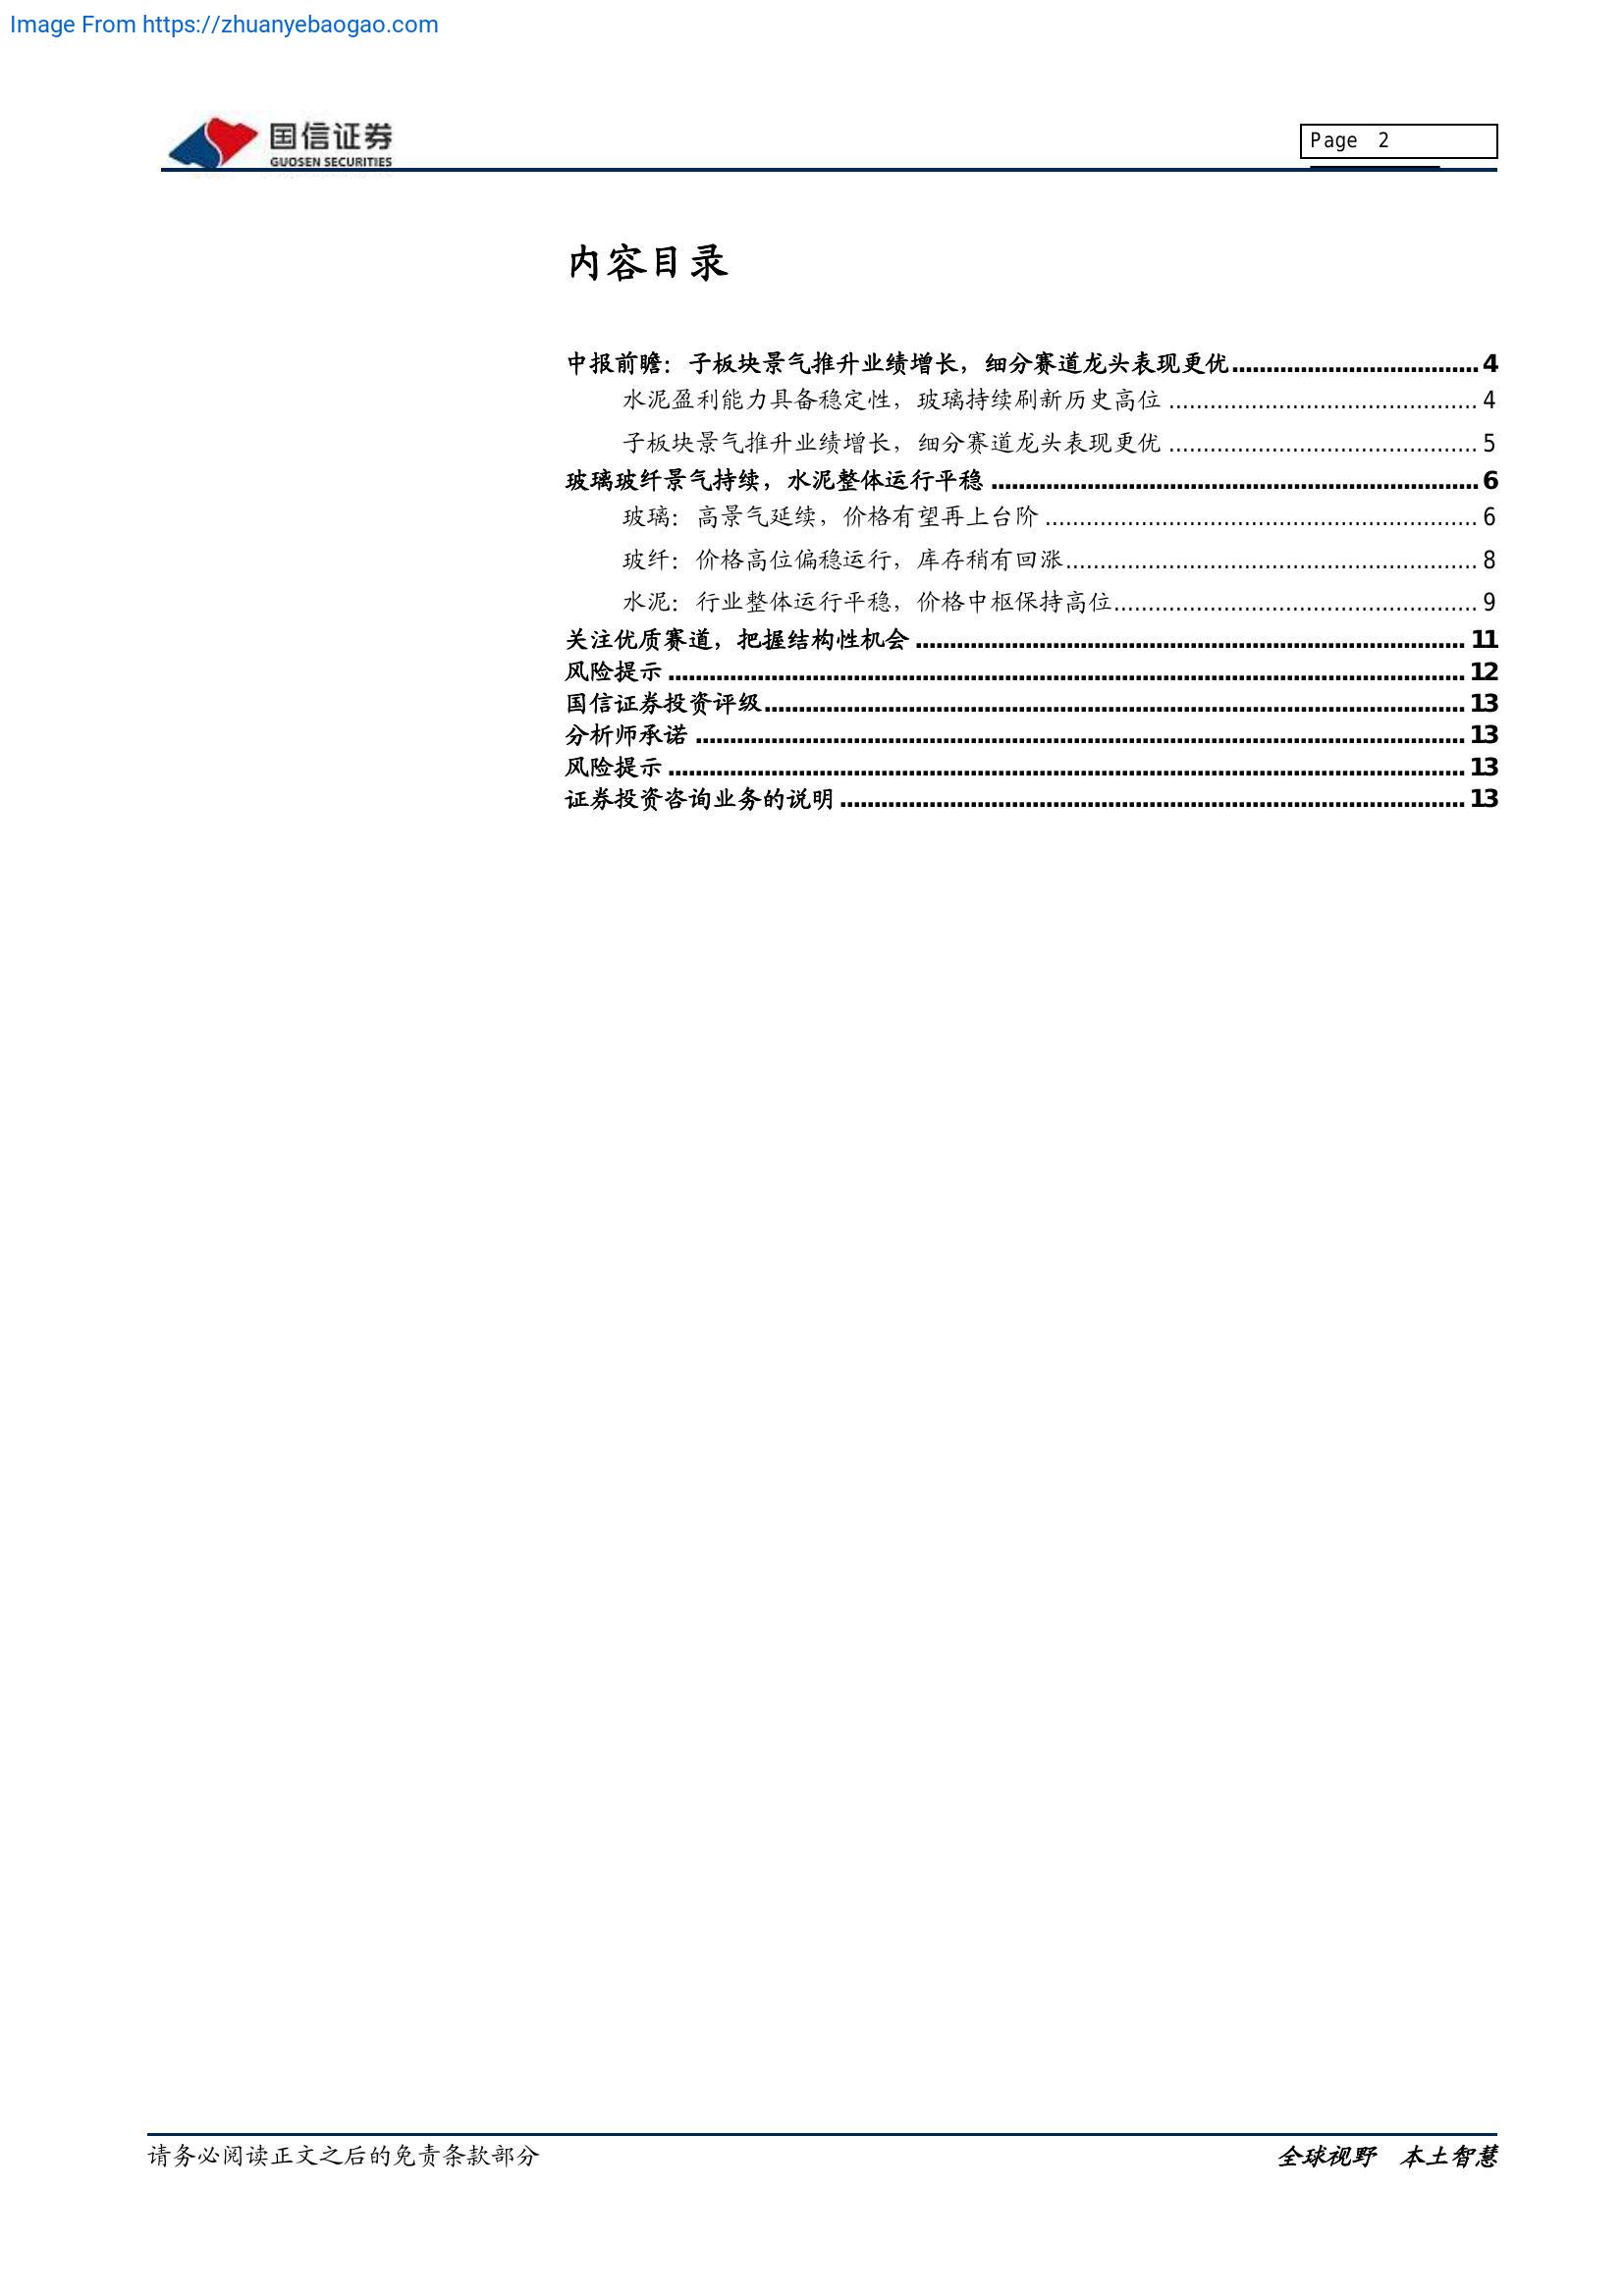 Image From https://zhuanyebaogao.com
国信证券
GUOSEN SECURITIES
Page 2
内容目录
中报前瞻：子板块景气推升业绩增长，细分赛道龙头表现更优....................................4
水泥盈利能力具备稳定性，玻璃持续刷新历史高位.............................................4
子板块景气推升业绩增长，细分赛道龙头表现更优.............................................5
玻璃玻纤景气持续，水泥整体运行平稳.......................................................................6
玻璃：高景气延续，价格有望再上台阶...............................................................6
玻纤：价格高位偏稳运行，库存稍有回涨............................................................8
水泥：行业整体运行平稳，价格中枢保持高位.....................................................9
关注优质赛道，把握结构性机会................................................................................11
风险提示....................................................................................................................12
国信证券投资评级......................................................................................................13
分析师承诺................................................................................................................13
风险提示....................................................................................................................13
证券投资咨询业务的说明...........................................................................................13
请务必阅读正文之后的免责条款部分
全球视野 本土智慧